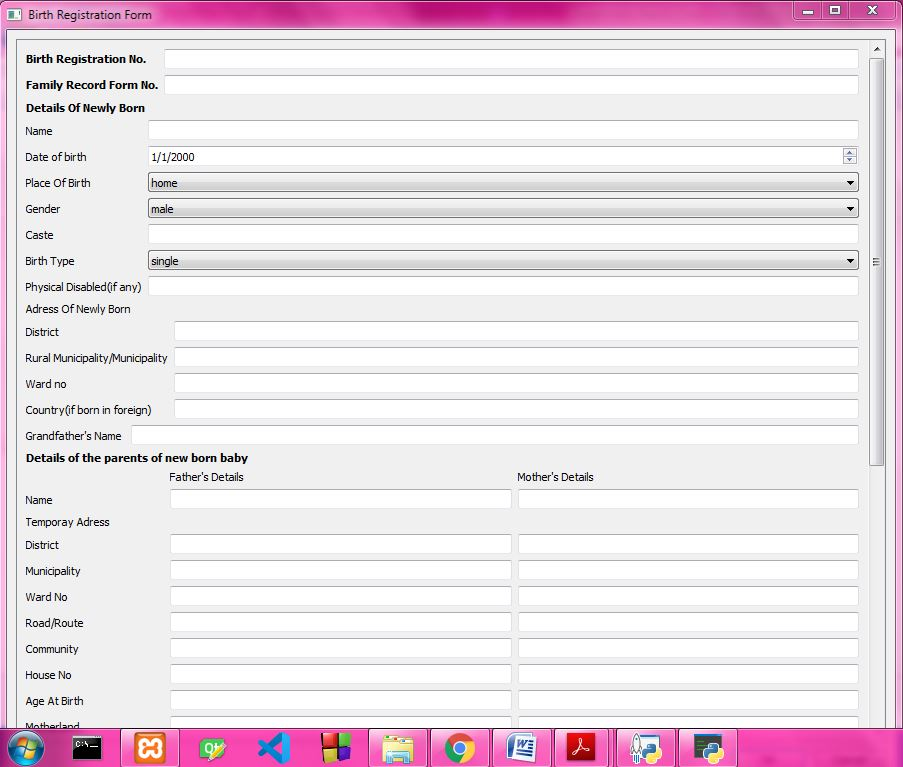 Birth Registration Form
Birth Registration No.
Family Record Form No.
Details Of Newly Born
Name
Date of birth 1/1/2000
Place Of Birth home
Gender male
Caste
Birth Type single
Physical Disabled(if any)
Adress Of Newly Born
District
Rural Municipality/Municipality
Ward no
Country(if born in foreign)
Grandfather's Name
Details of the parents of new born baby
Father's Details Mother's Details
Name
Temporay Adress
District
Municipality
Ward No
Road/Route
Community
House No
Age At Birth
Motherland
C:\.
Qt
W